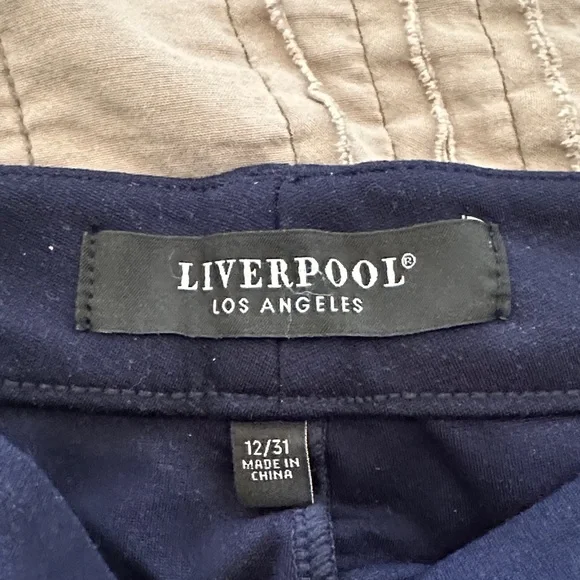 LIVERPOOL®
LOS ANGELES
12/31
MADE IN
CHINA